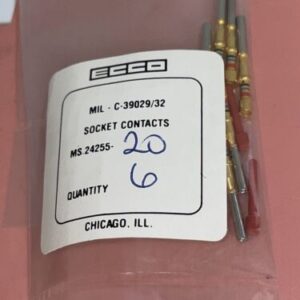 ECCO
MIL - C-39029/32
SOCKET CONTACTS
MS.24255- 20
QUANTITY 6
CHICAGO, ILL.